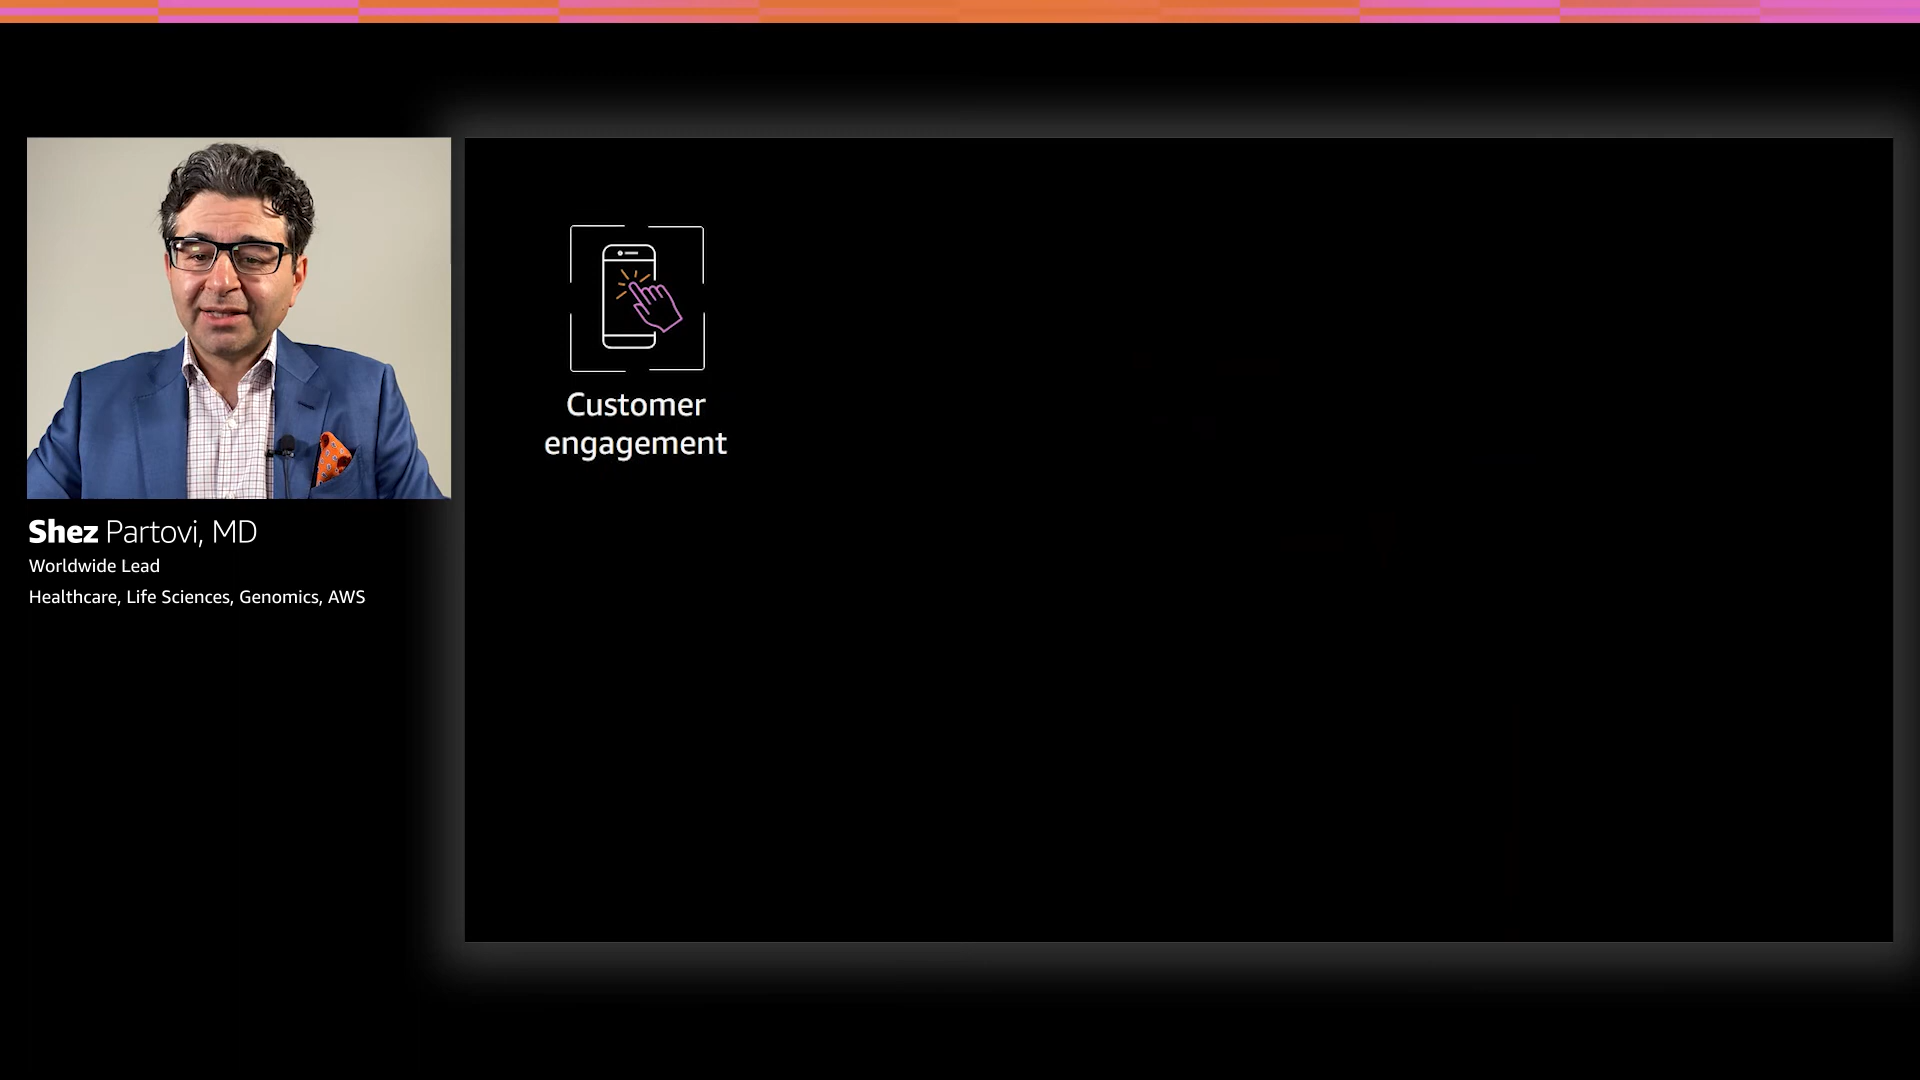 Customer
engagement
Shez Partovi, MD
Worldwide Lead
Healthcare, Life Sciences, Genomics, AWS